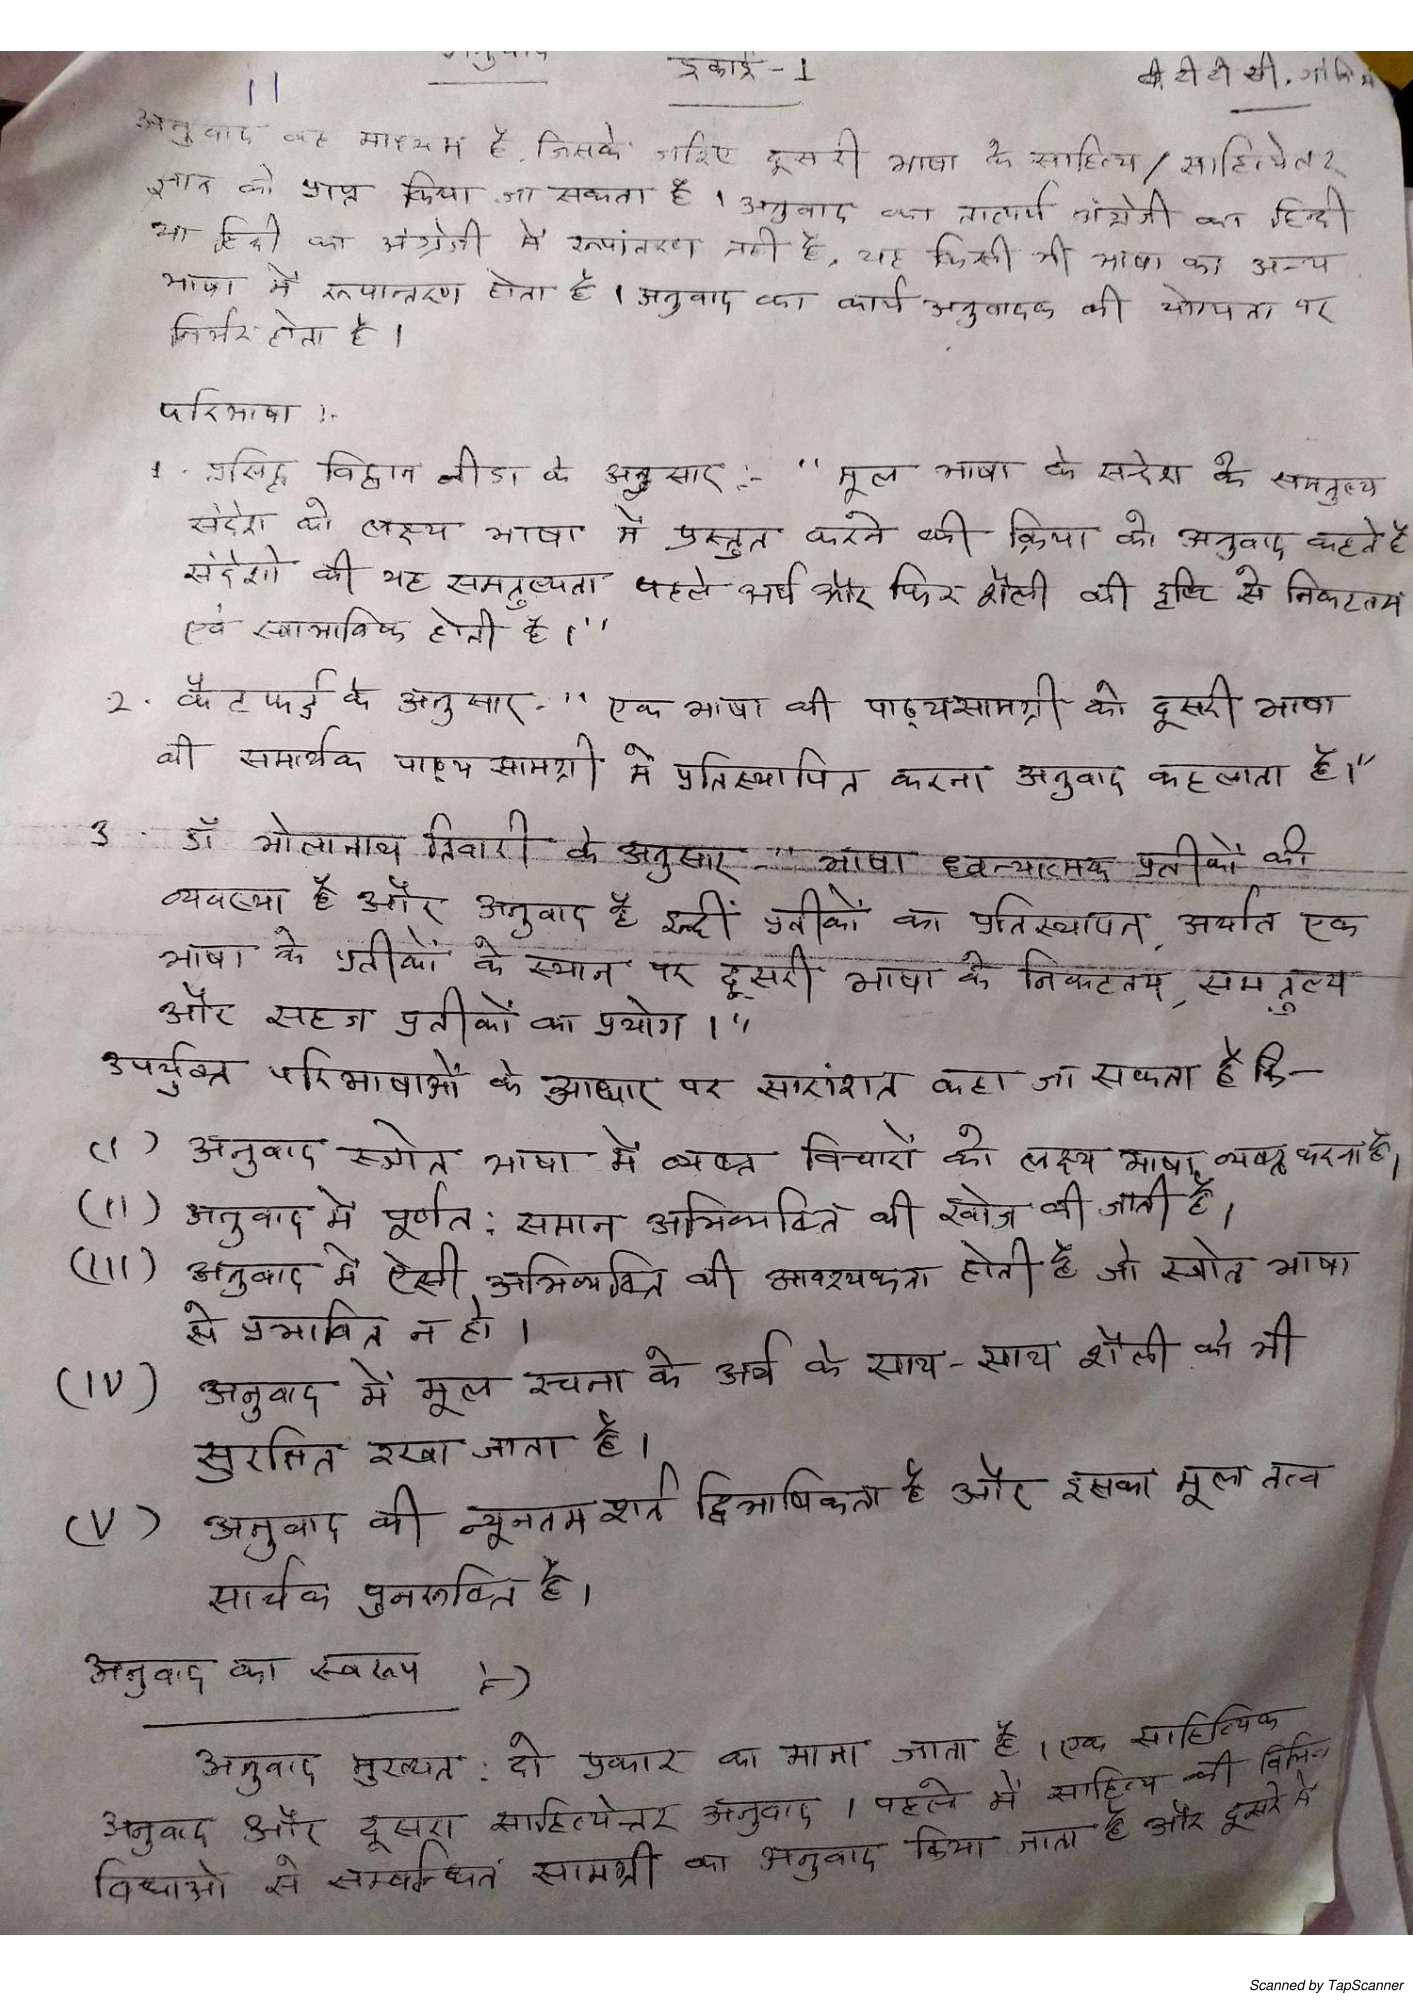 अनुवाद
इकाई - 1
11
अनुवाद वह माध्यम है, जिसके जरिए दूसरी भाषा के साहित्य / साहित्येतर
ज्ञान को प्राप्त किया जा सकता है । अनुवाद का तात्पर्य अंग्रेजी का हिन्दी
या हिन्दी का अंग्रेजी में रूपांतरण नहीं है, यह किसी भी भाषा का अन्य
भाषा में रूपान्तरण होता है । अनुवाद का कार्य अनुवादक की योग्यता पर
निर्भर होता है ।
परिभाषा :-
1. प्रसिद्ध विद्वान नीडा के अनुसार :- "मूल भाषा के सन्देश के समतुल्य
संदेश को लक्ष्य भाषा में प्रस्तुत करने की क्रिया को अनुवाद कहते है
संदेशो की यह समतुल्यता पहले अर्थ और फिर शैली की दृष्टि से निकटतम
एवं स्वाभाविक होती है ।"
2. कैटफर्ड के अनुसार - "एक भाषा की पाठ्यसामग्री को दूसरी भाषा
की समार्थक पाठ्य सामग्री मे प्रतिस्थापित करना अनुवाद कहलाता है।"
3. डॉ भोलानाथ तिवारी के अनुसार - "भाषा ध्वन्यात्मक प्रतीकों की
व्यवस्था है और अनुवाद है इन्हीं प्रतीकों का प्रतिस्थापन, अर्थात एक
भाषा के प्रतीकों के स्थान पर दूसरी भाषा के निकटतम, समतुल्य
और सहज प्रतीकों का प्रयोग ।"
उपर्युक्त परिभाषाओं के आधार पर सारांशत कहा जा सकता है कि-
(I) अनुवाद स्त्रोत भाषा में व्यक्त विचारों को लक्ष्य भाषा व्यक्त करना है।
(II) अनुवाद में पूर्णत: समान अभिव्यक्ति की खोज की जाती है ।
(III) अनुवाद में ऐसी अभिव्यक्ति की आवश्यकता होती है जो स्त्रोत भाषा
से प्रभावित न हो ।
(IV) अनुवाद में मूल रचना के अर्थ के साथ - साथ शैली को भी
सुरक्षित रखा जाता है ।
(V) अनुवाद की न्यूनतम शर्त द्विभाषिकता है और इसका मूल तत्व
सार्थक पुनरूक्ति है ।
अनुवाद का स्वरूप :-)
अनुवाद मुख्यत: दो प्रकार का माना जाता है । एक साहित्यिक
अनुवाद और दूसरा साहित्येत्तर अनुवाद । पहले में साहित्य की विभिन्न
विधाओ से सम्बन्धित सामग्री का अनुवाद किया जाता है और दूसरे में
Scanned by TapScanner